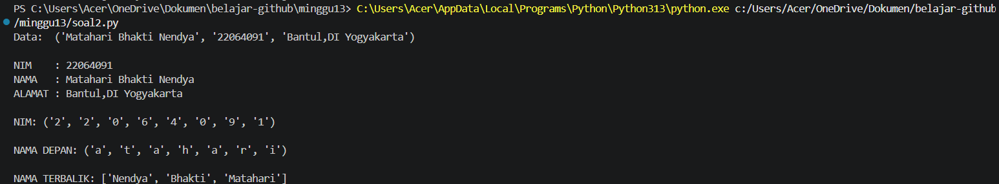 PS C:\Users\Acer\OneDrive\Dokumen\belajar-github\minggu13> C:\Users\Acer\AppData\Local\Programs\Python\Python313\python.exe c:/Users/Acer/OneDrive/Dokumen/belajar-github
/minggu13/soal2.py
Data:  ('Matahari Bhakti Nendya', '22064091', 'Bantul,DI Yogyakarta')
NIM    : 22064091
NAMA   : Matahari Bhakti Nendya
ALAMAT : Bantul,DI Yogyakarta
NIM: ('2', '2', '0', '6', '4', '0', '9', '1')
NAMA DEPAN: ('a', 't', 'a', 'h', 'a', 'r', 'i')
NAMA TERBALIK: ['Nendya', 'Bhakti', 'Matahari']